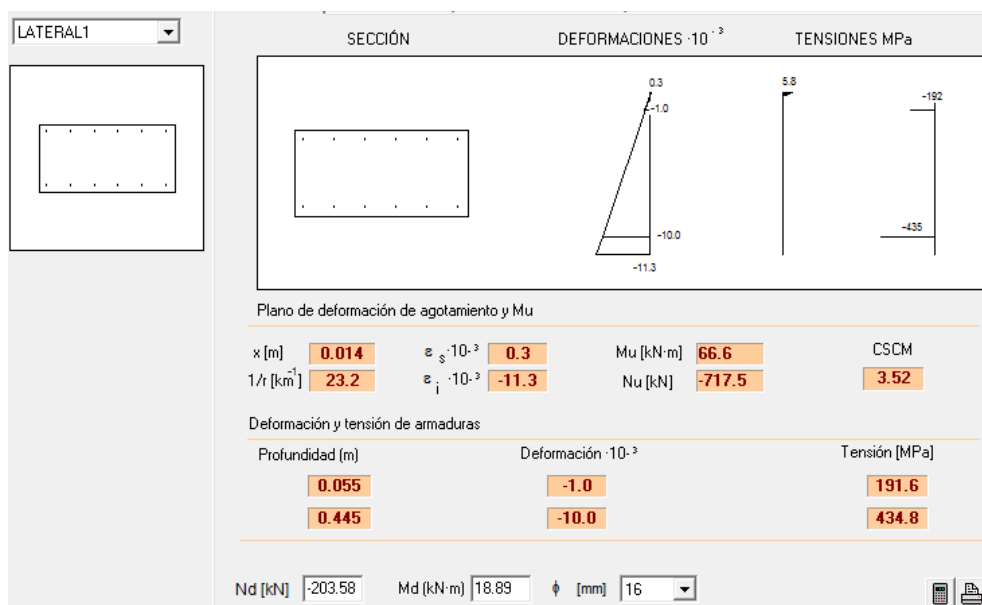 LATERAL1
SECCIÓN DEFORMACIONES ·10⁻³ TENSIONES MPa
0.3
-1.0
-10.0
-11.3
5.8
-192
-435
Plano de deformación de agotamiento y Mu
x [m] 0.014 ε s ·10-³ 0.3 Mu [kN·m] 66.6 CSCM
1/r [km⁻¹] 23.2 ε i ·10-³ -11.3 Nu [kN] -717.5 3.52
Deformación y tensión de armaduras
Profundidad (m) Deformación ·10-³ Tensión [MPa]
0.055 -1.0 191.6
0.445 -10.0 434.8
Nd [kN] -203.58 Md (kN·m) 18.89 ϕ [mm] 16